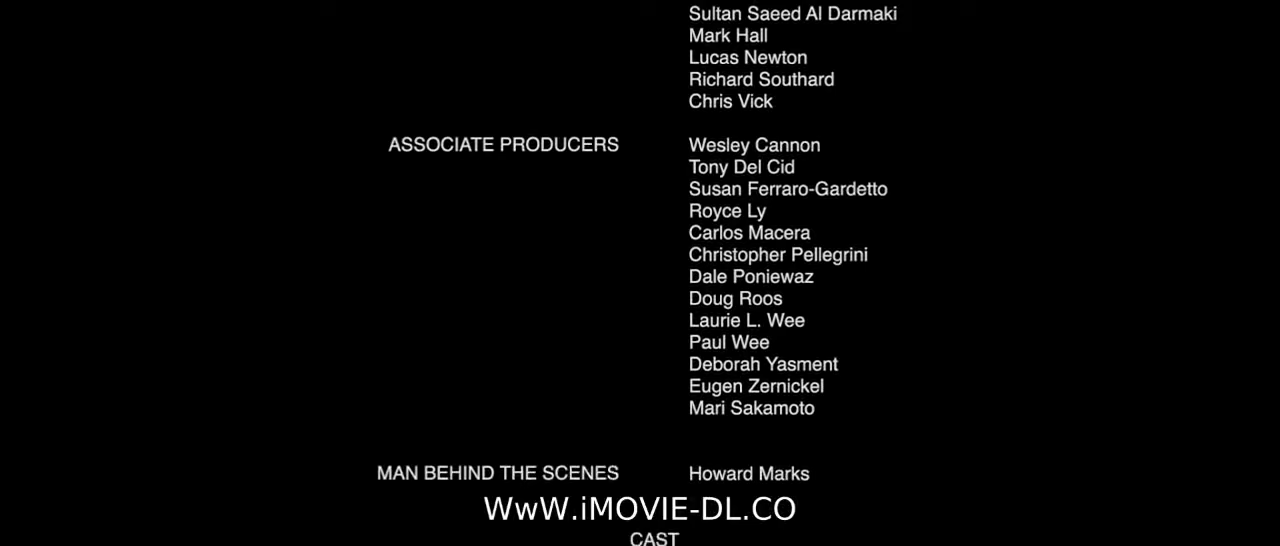 Sultan Saeed Al Darmaki
Mark Hall
Lucas Newton
Richard Southard
Chris Vick
ASSOCIATE PRODUCERS Wesley Cannon
Tony Del Cid
Susan Ferraro-Gardetto
Royce Ly
Carlos Macera
Christopher Pellegrini
Dale Poniewaz
Doug Roos
Laurie L. Wee
Paul Wee
Deborah Yasment
Eugen Zernickel
Mari Sakamoto
MAN BEHIND THE SCENES Howard Marks
WwW.iMOVIE-DL.CO
CAST